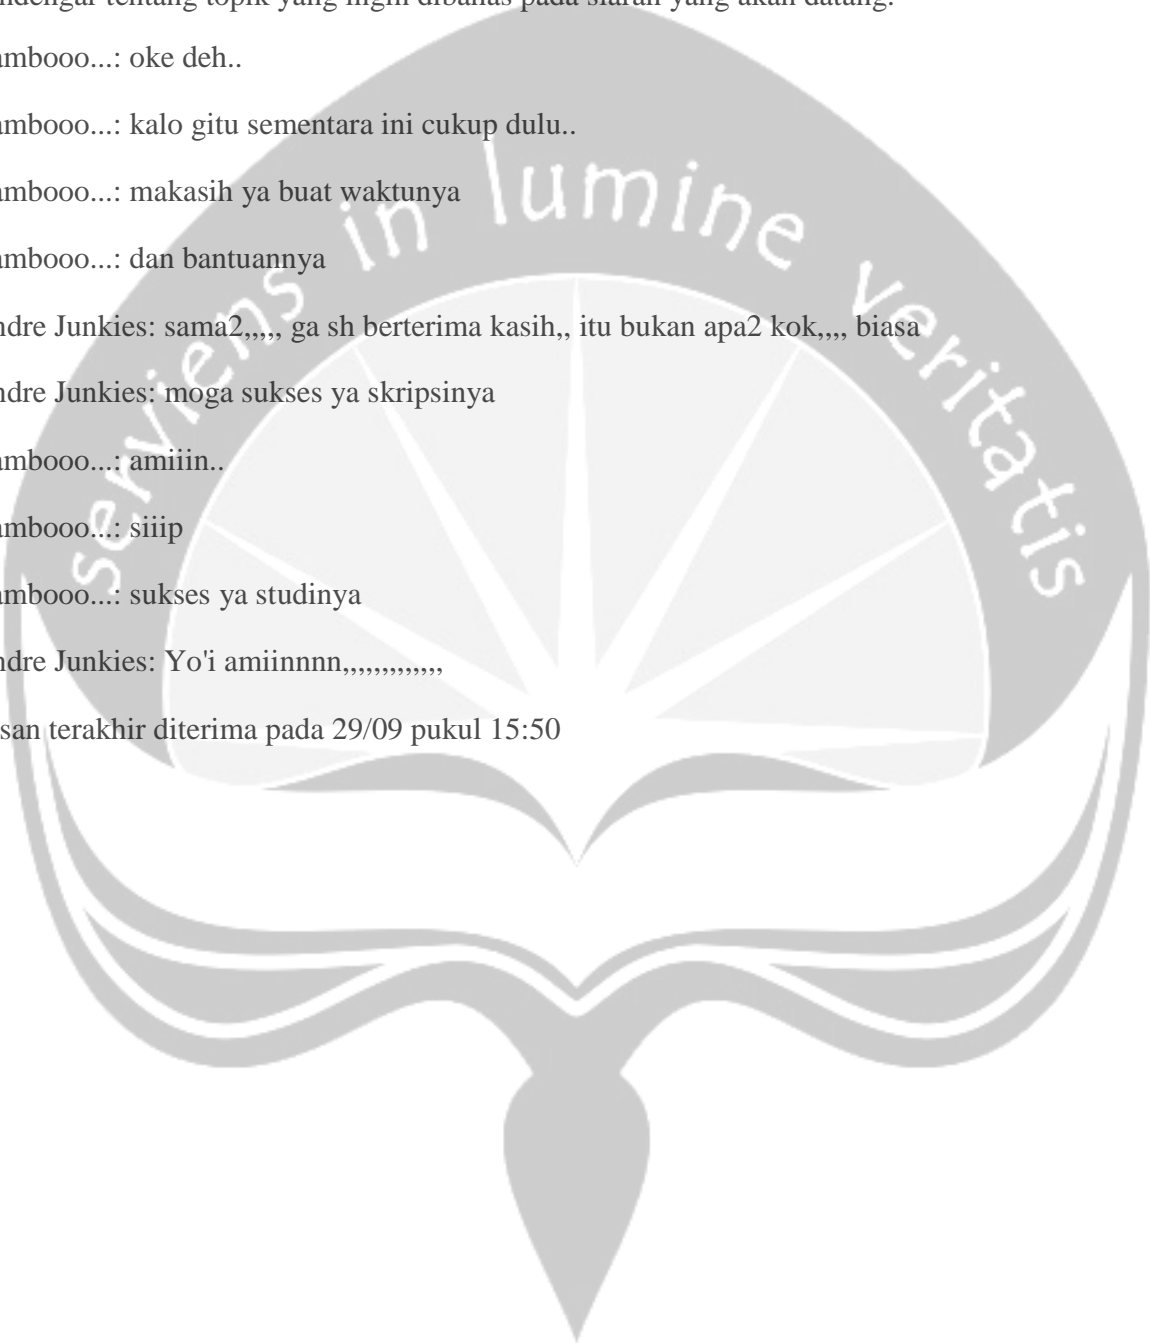 ndengar tentang topik yang ingin dibahas pada siaran yang akan datang.
ambooo...: oke deh..
ambooo...: kalo gitu sementara ini cukup dulu..
ambooo...: makasih ya buat waktunya
ambooo...: dan bantuannya
ndre Junkies: sama2,,,,, ga sh berterima kasih,, itu bukan apa2 kok,,,, biasa
ndre Junkies: moga sukses ya skripsinya
ambooo...: amiiin..
ambooo...: siiip
ambooo...: sukses ya studinya
ndre Junkies: Yo'i amiinnnn,,,,,,,,,,,,,
san terakhir diterima pada 29/09 pukul 15:50
serviens in lumine veritatis